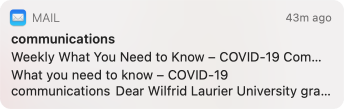 MAIL 43m ago
communications
Weekly What You Need to Know – COVID-19 Com...
What you need to know – COVID-19
communications Dear Wilfrid Laurier University gra...